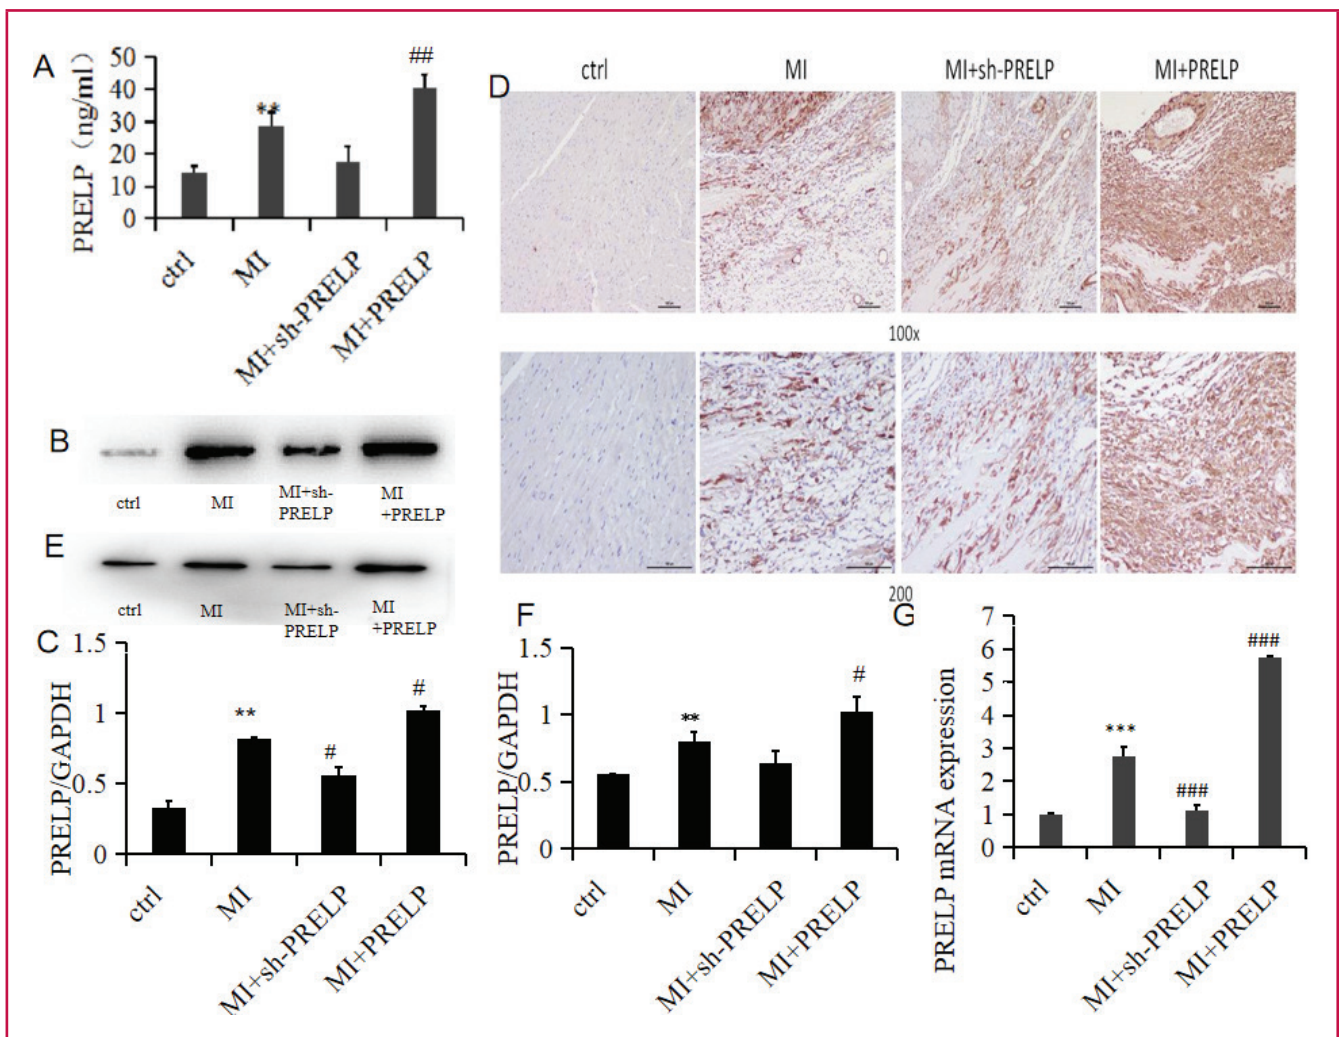 A
PRELP (ng/ml)
50
40
30
20
10
0
**
##
ctrl
MI
MI+sh-PRELP
MI+PRELP
D
ctrl
MI
MI+sh-PRELP
MI+PRELP
100x
200
B
ctrl
MI
MI+sh-
PRELP
MI
+PRELP
E
ctrl
MI
MI+sh-
PRELP
MI
+PRELP
C
PRELP/GAPDH
1.5
1
0.5
0
**
#
#
ctrl
MI
MI+sh-PRELP
MI+PRELP
F
PRELP/GAPDH
1.5
1
0.5
0
**
#
ctrl
MI
MI+sh-PRELP
MI+PRELP
G
PRELP mRNA expression
7
6
5
4
3
2
1
0
***
###
###
ctrl
MI
MI+sh-PRELP
MI+PRELP